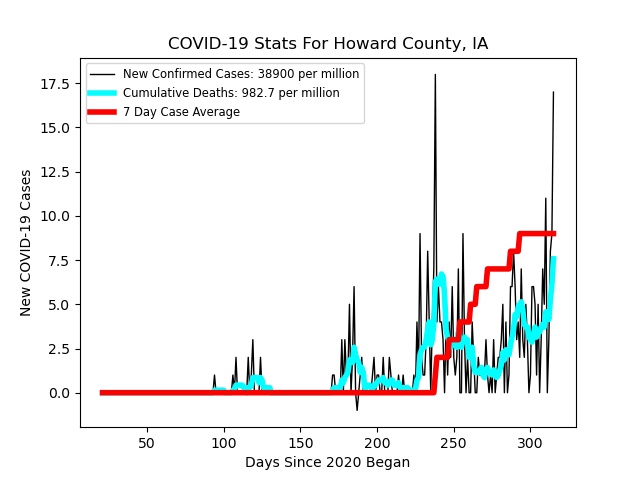 COVID-19 Stats For Howard County, IA
New Confirmed Cases: 38900 per million
Cumulative Deaths: 982.7 per million
7 Day Case Average
New COVID-19 Cases
17.5
15.0
12.5
10.0
7.5
5.0
2.5
0.0
50 100 150 200 250 300
Days Since 2020 Began